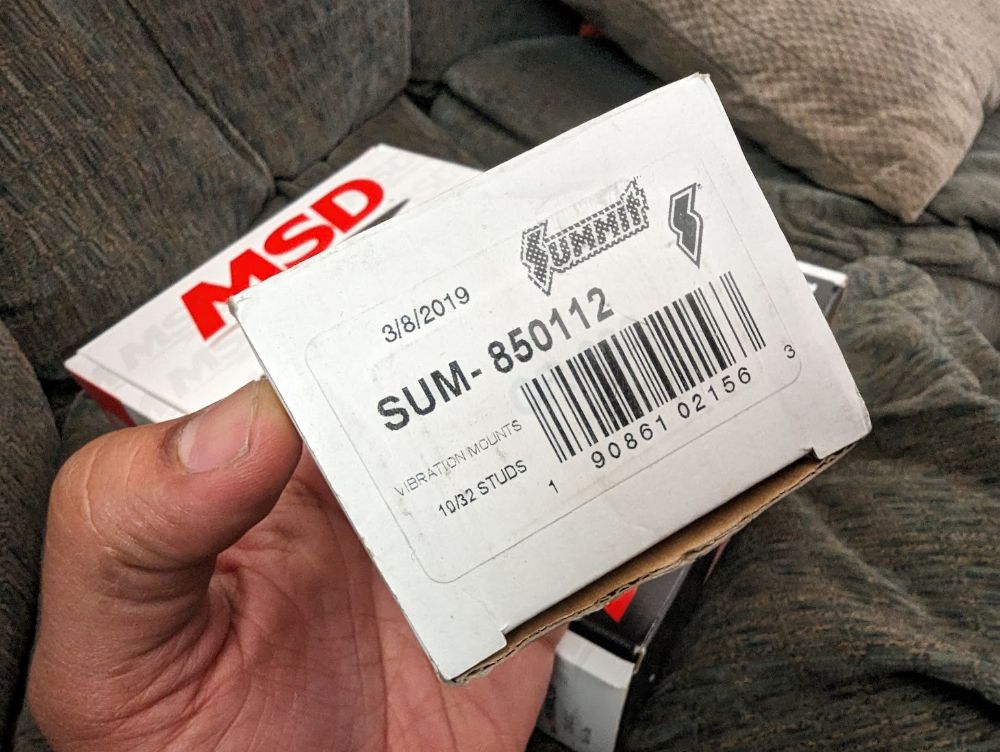 MSD
SUMMIT
3/8/2019
SUM- 850112
VIBRATION MOUNTS
10/32 STUDS
1 90861 02156 3